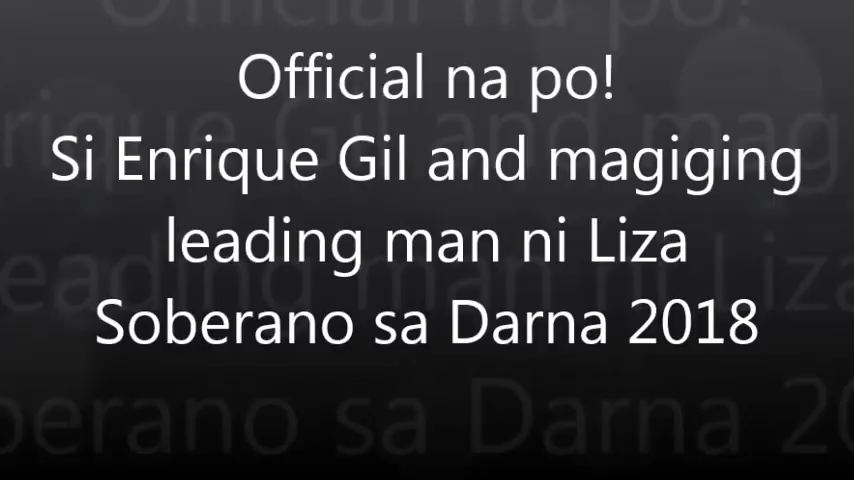 Official na po!
Si Enrique Gil and magiging
leading man ni Liza
Soberano sa Darna 2018